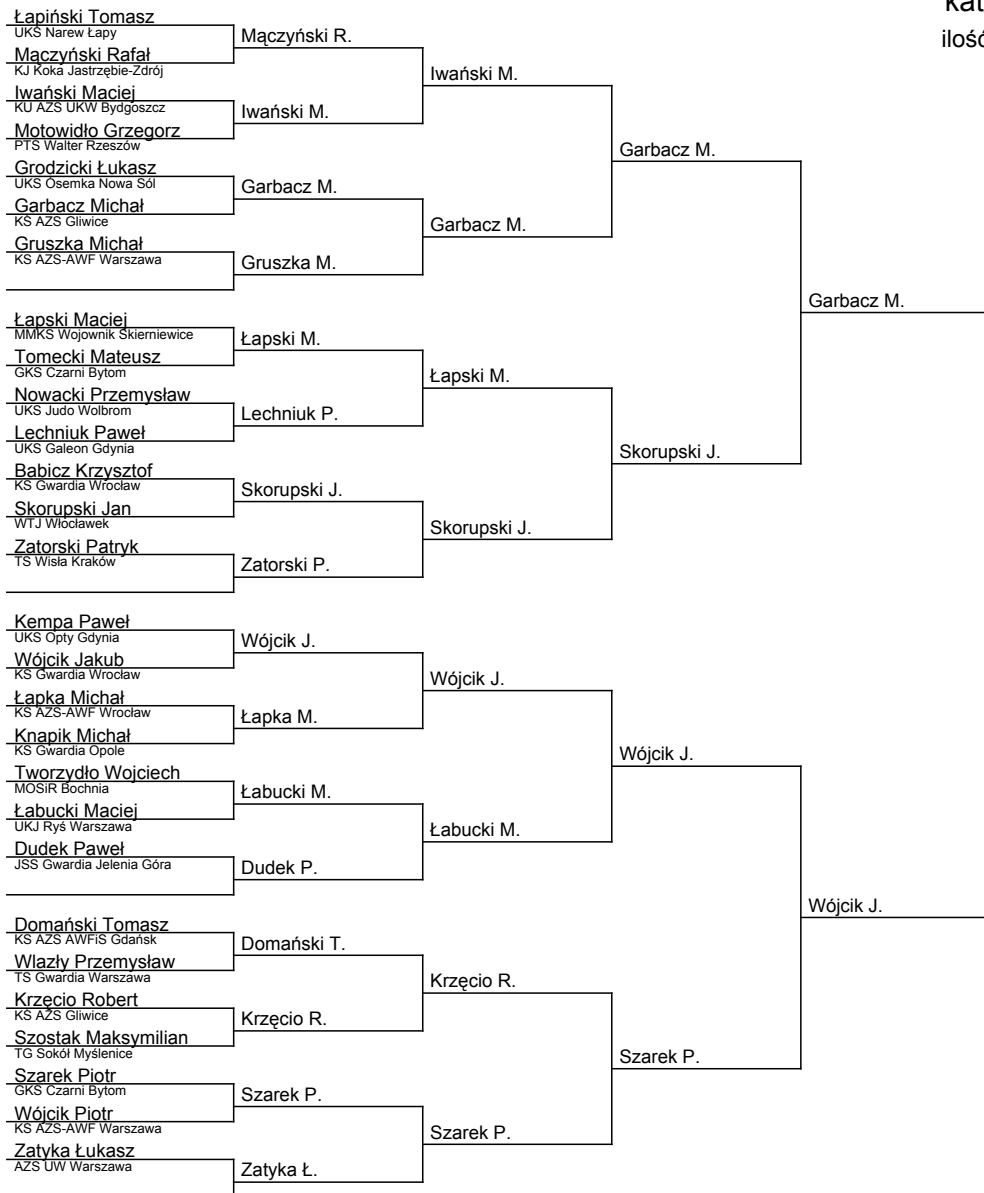 kat
ilość
Łapiński Tomasz
UKS Narew Łapy
Mączyński Rafał
KJ Koka Jastrzębie-Zdrój
Iwański Maciej
KU AZS UKW Bydgoszcz
Motowidło Grzegorz
PTS Walter Rzeszów
Grodzicki Łukasz
UKS Ósemka Nowa Sól
Garbacz Michał
KS AZS Gliwice
Gruszka Michał
KS AZS-AWF Warszawa
Łapski Maciej
MMKS Wojownik Skierniewice
Tomecki Mateusz
GKS Czarni Bytom
Nowacki Przemysław
UKS Judo Wolbrom
Lechniuk Paweł
UKS Galeon Gdynia
Babicz Krzysztof
KS Gwardia Wrocław
Skorupski Jan
WTJ Włocławek
Zatorski Patryk
TS Wisła Kraków
Kempa Paweł
UKS Opty Gdynia
Wójcik Jakub
KS Gwardia Wrocław
Łapka Michał
KS AZS-AWF Wrocław
Knapik Michał
KS Gwardia Opole
Tworzydło Wojciech
MOSiR Bochnia
Łabucki Maciej
UKJ Ryś Warszawa
Dudek Paweł
JSS Gwardia Jelenia Góra
Domański Tomasz
KS AZS AWFiS Gdańsk
Wlazły Przemysław
TS Gwardia Warszawa
Krzęcio Robert
KS AZS Gliwice
Szostak Maksymilian
TG Sokół Myślenice
Szarek Piotr
GKS Czarni Bytom
Wójcik Piotr
KS AZS-AWF Warszawa
Zatyka Łukasz
AZS UW Warszawa
Mączyński R.
Iwański M.
Garbacz M.
Gruszka M.
Łapski M.
Lechniuk P.
Skorupski J.
Zatorski P.
Wójcik J.
Łapka M.
Łabucki M.
Dudek P.
Domański T.
Krzęcio R.
Szarek P.
Zatyka Ł.
Iwański M.
Garbacz M.
Łapski M.
Skorupski J.
Wójcik J.
Łabucki M.
Krzęcio R.
Szarek P.
Garbacz M.
Skorupski J.
Wójcik J.
Szarek P.
Garbacz M.
Wójcik J.